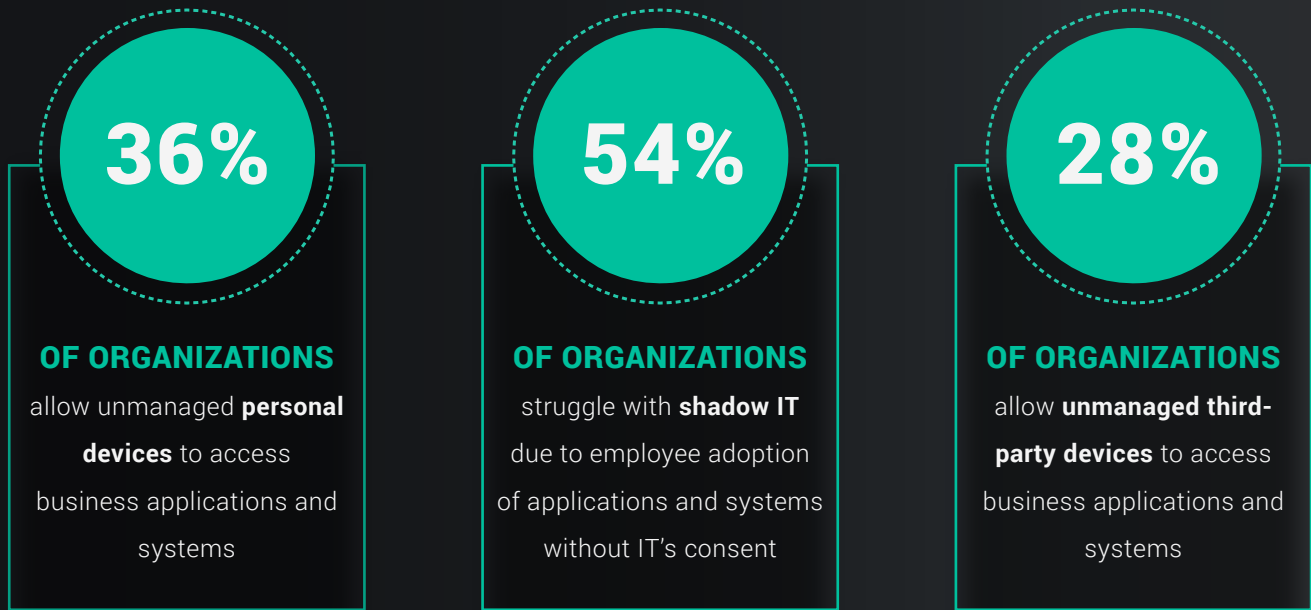 36%
OF ORGANIZATIONS
allow unmanaged personal
devices to access
business applications and
systems
54%
OF ORGANIZATIONS
struggle with shadow IT
due to employee adoption
of applications and systems
without IT’s consent
28%
OF ORGANIZATIONS
allow unmanaged third-
party devices to access
business applications and
systems